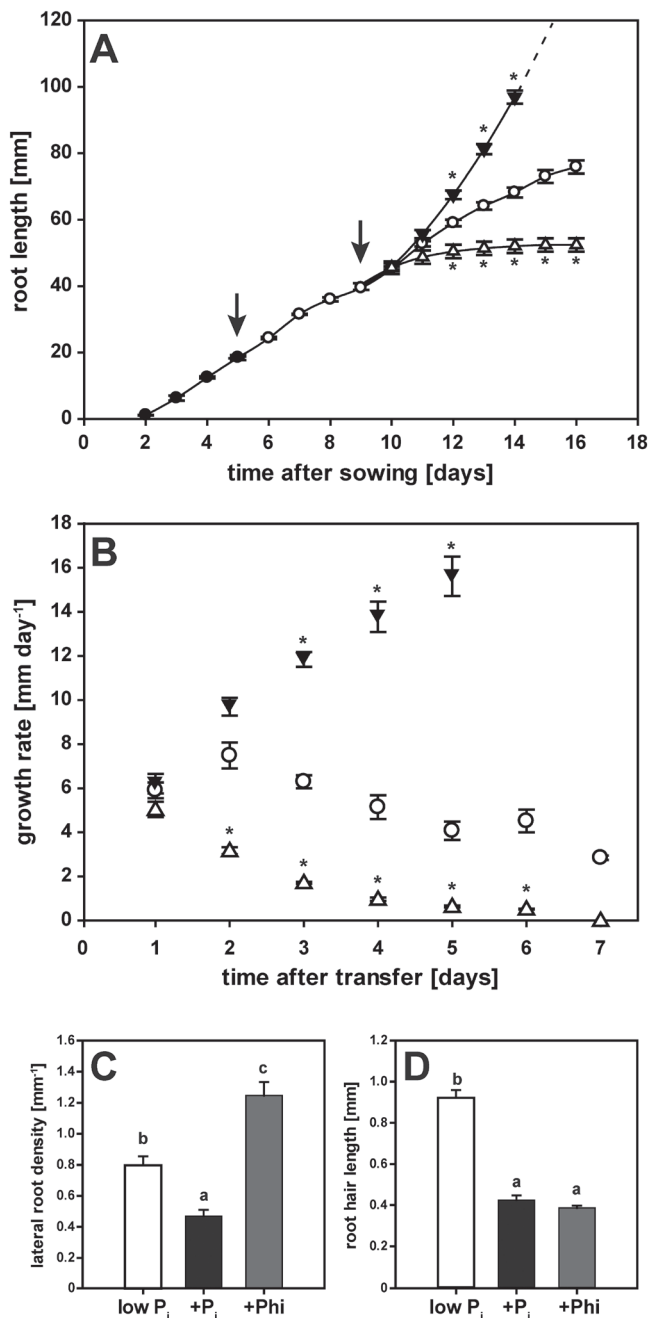 A
120
100
80
60
40
20
0
root length [mm]
* * *
* * * * *
0 2 4 6 8 10 12 14 16 18
time after sowing [days]
B
18
16
14
12
10
8
6
4
2
0
growth rate [mm day-1]
* * *
* * * * *
0 1 2 3 4 5 6 7
time after transfer [days]
C
1.6
1.4
1.2
1.0
0.8
0.6
0.4
0.2
0
lateral root density [mm-1]
b a c
low Pi +Pi +Phi
D
1.2
1.0
0.8
0.6
0.4
0.2
0
root hair length [mm]
b a a
low Pi +Pi +Phi